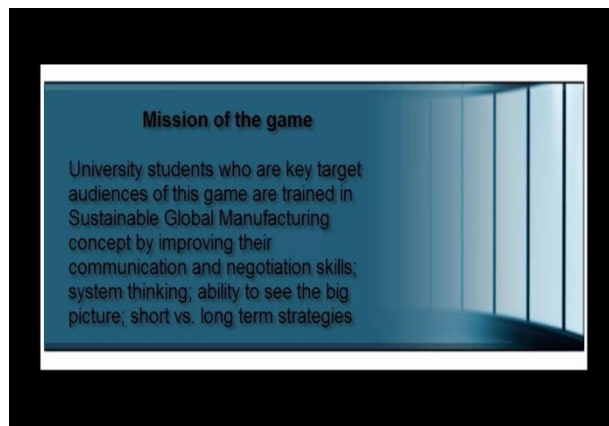 Mission of the game
University students who are key target
audiences of this game are trained in
Sustainable Global Manufacturing
concept by improving their
communication and negotiation skills;
system thinking; ability to see the big
picture; short vs. long term strategies